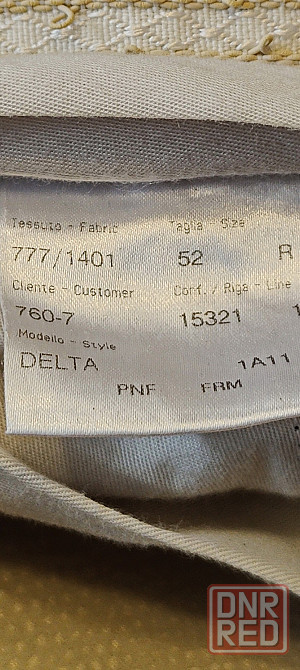 Tessuto - Fabric Taglia - Size
777/1401 52 R
Cliente - Customer Conf. / Riga - Line
760-7 15321 1
Modello - Style
DELTA 1A11
PNF FRM
DNR
RED